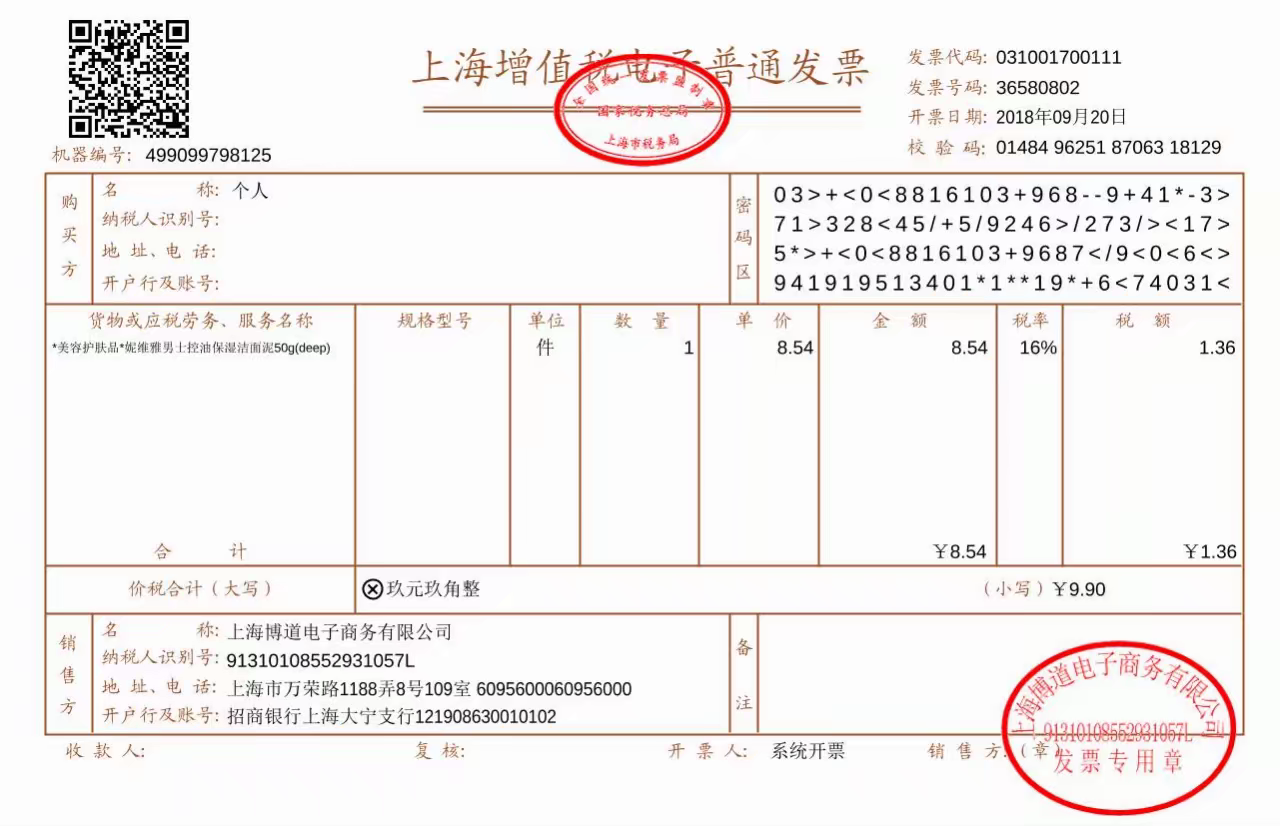 上海增值税电子普通发票
全国统一发票监制章
国家税务总局
上海市税务局
发票代码: 031001700111
发票号码: 36580802
开票日期: 2018年09月20日
校 验 码: 01484 96251 87063 18129
机器编号: 499099798125
购买方
名 称: 个人
纳税人识别号:
地 址、电 话:
开户行及账号:
密码区
03>+<0<8816103+968--9+41*-3>
71>328<45/+5/9246>/273/><17>
5*>+<0<8816103+9687</9<0<6<>
941919513401*1**19*+6<74031<
货物或应税劳务、服务名称 规格型号 单位 数 量 单 价 金 额 税率 税 额
*美容护肤品*妮维雅男士控油保湿洁面泥50g(deep) 件 1 8.54 8.54 16% 1.36
合 计 ￥8.54 ￥1.36
价税合计（大写） ⊗玖元玖角整 （小写）￥9.90
销售方
名 称: 上海博道电子商务有限公司
纳税人识别号: 91310108552931057L
地 址、电 话: 上海市万荣路1188弄8号109室 6095600060956000
开户行及账号: 招商银行上海大宁支行121908630010102
备注
收 款 人: 复 核: 开 票 人: 系统开票 销 售 方:（章）
上海博道电子商务有限公司
91310108552931057L
发票专用章